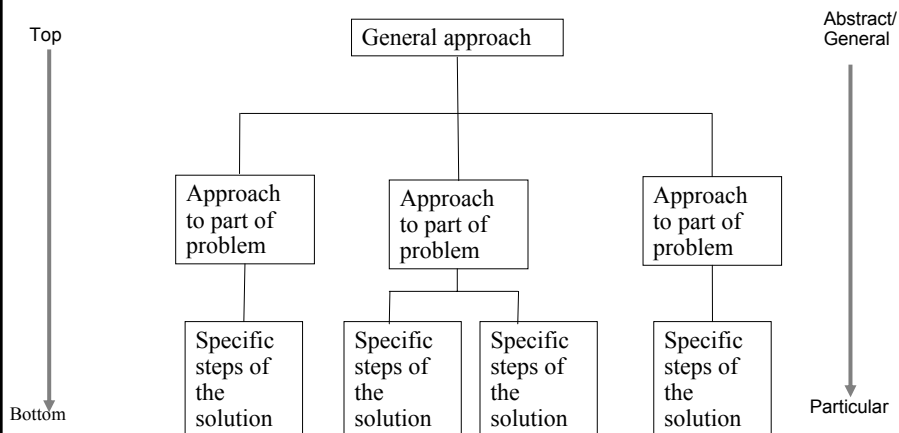 Top
General approach
Abstract/
General
Approach
to part of
problem
Approach
to part of
problem
Approach
to part of
problem
Specific
steps of
the
solution
Specific
steps of
the
solution
Specific
steps of
the
solution
Specific
steps of
the
solution
Bottom
Particular